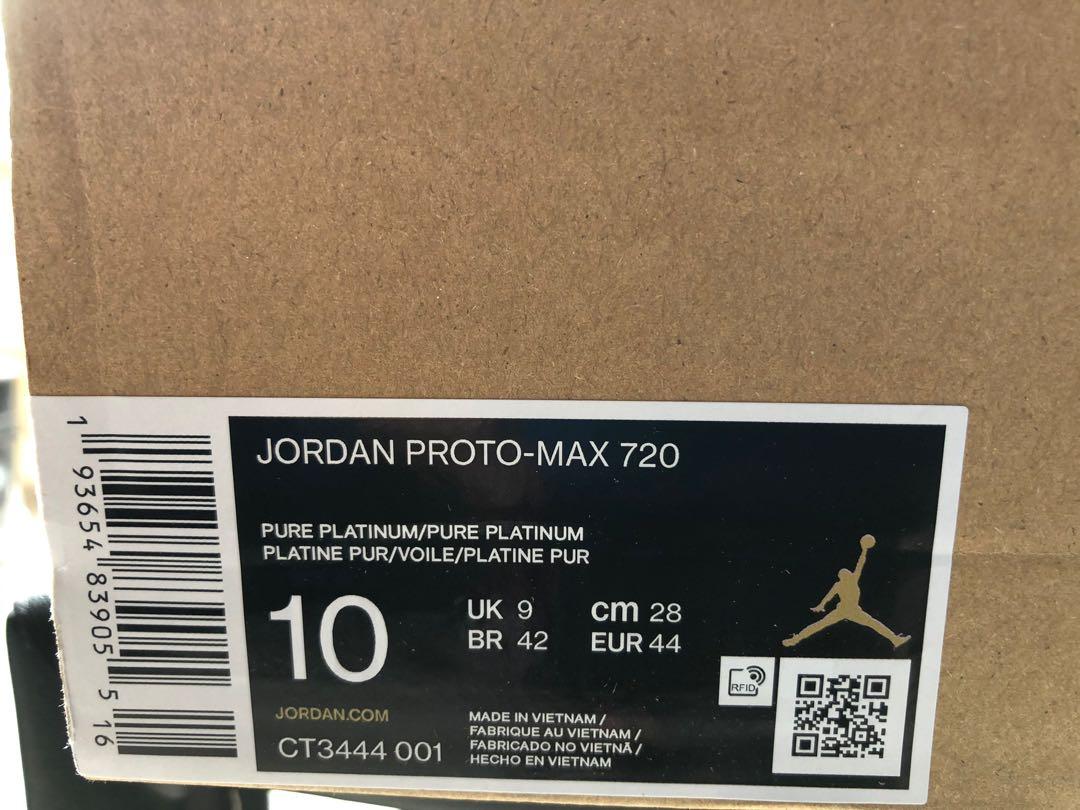 JORDAN PROTO-MAX 720
PURE PLATINUM/PURE PLATINUM
PLATINE PUR/VOILE/PLATINE PUR
10
UK 9 cm 28
BR 42 EUR 44
RFID
JORDAN.COM
CT3444 001
MADE IN VIETNAM /
FABRIQUE AU VIETNAM /
FABRICADO NO VIETNÃ /
HECHO EN VIETNAM
1 93654 83905 5 16